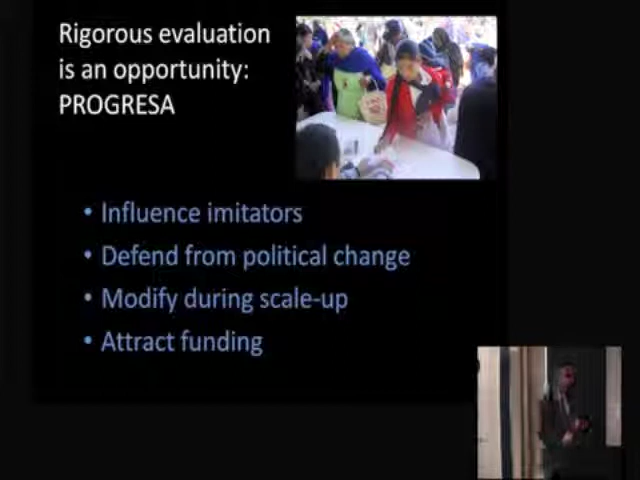 Rigorous evaluation
is an opportunity:
PROGRESA
• Influence imitators
• Defend from political change
• Modify during scale-up
• Attract funding